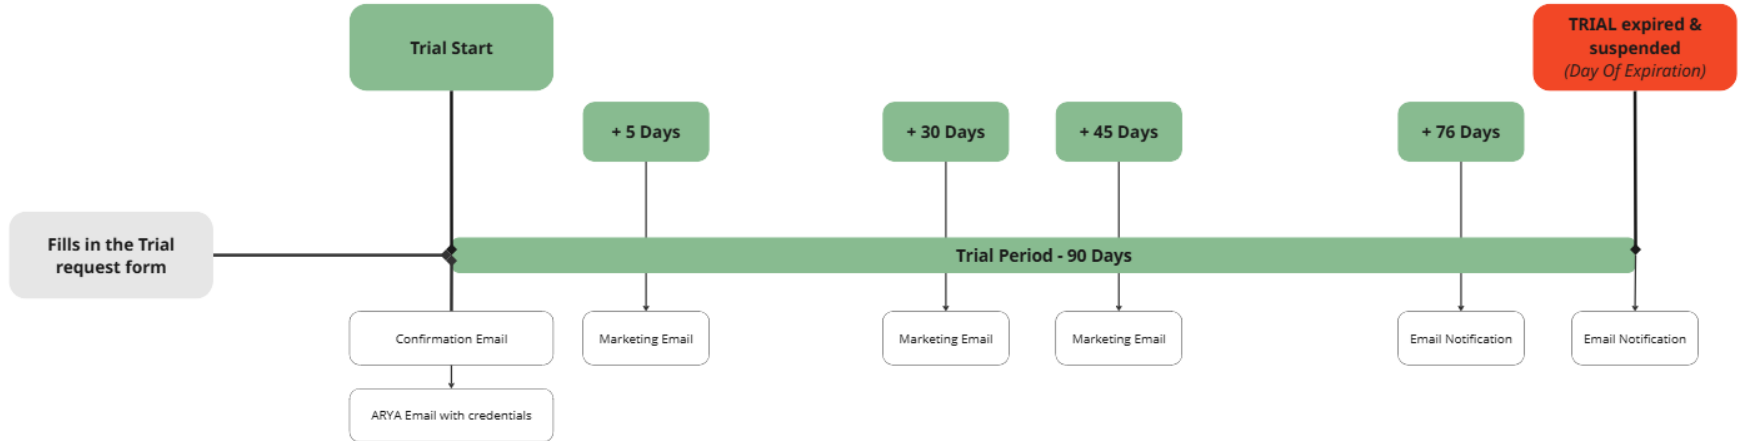 Trial Start
TRIAL expired &
suspended
(Day Of Expiration)
+ 5 Days
+ 30 Days
+ 45 Days
+ 76 Days
Fills in the Trial
request form
Trial Period - 90 Days
Confirmation Email
Marketing Email
Marketing Email
Marketing Email
Email Notification
Email Notification
ARYA Email with credentials